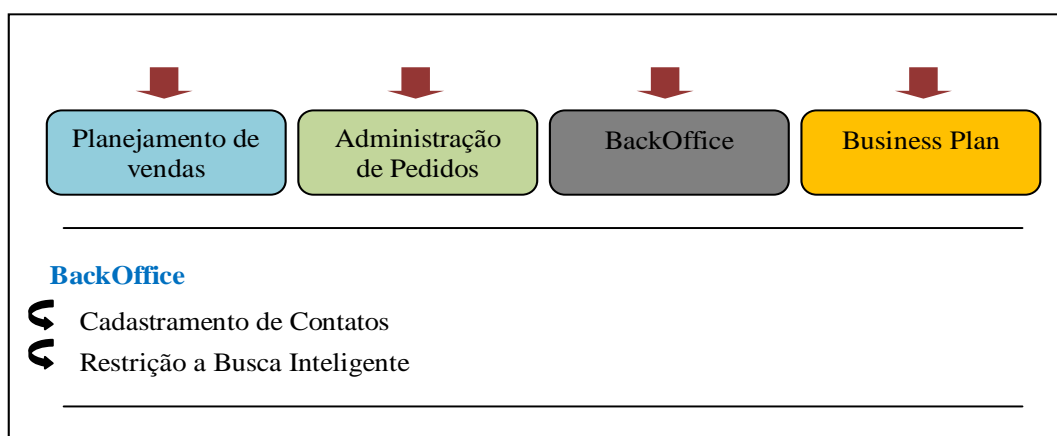 Planejamento de
vendas
Administração
de Pedidos
BackOffice
Business Plan
BackOffice
Cadastramento de Contatos
Restrição a Busca Inteligente